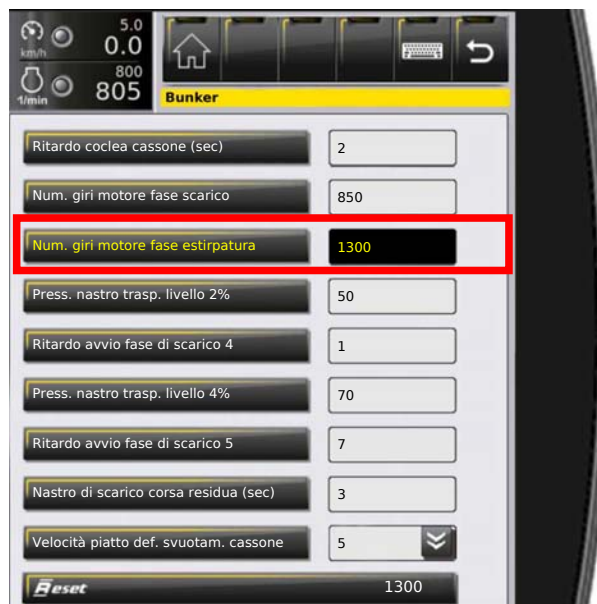 5.0
km/h 0.0
800
1/min 805
Bunker
Ritardo coclea cassone (sec) 2
Num. giri motore fase scarico 850
Num. giri motore fase estirpatura 1300
Press. nastro trasp. livello 2% 50
Ritardo avvio fase di scarico 4 1
Press. nastro trasp. livello 4% 70
Ritardo avvio fase di scarico 5 7
Nastro di scarico corsa residua (sec) 3
Velocità piatto def. svuotam. cassone 5
Reset 1300